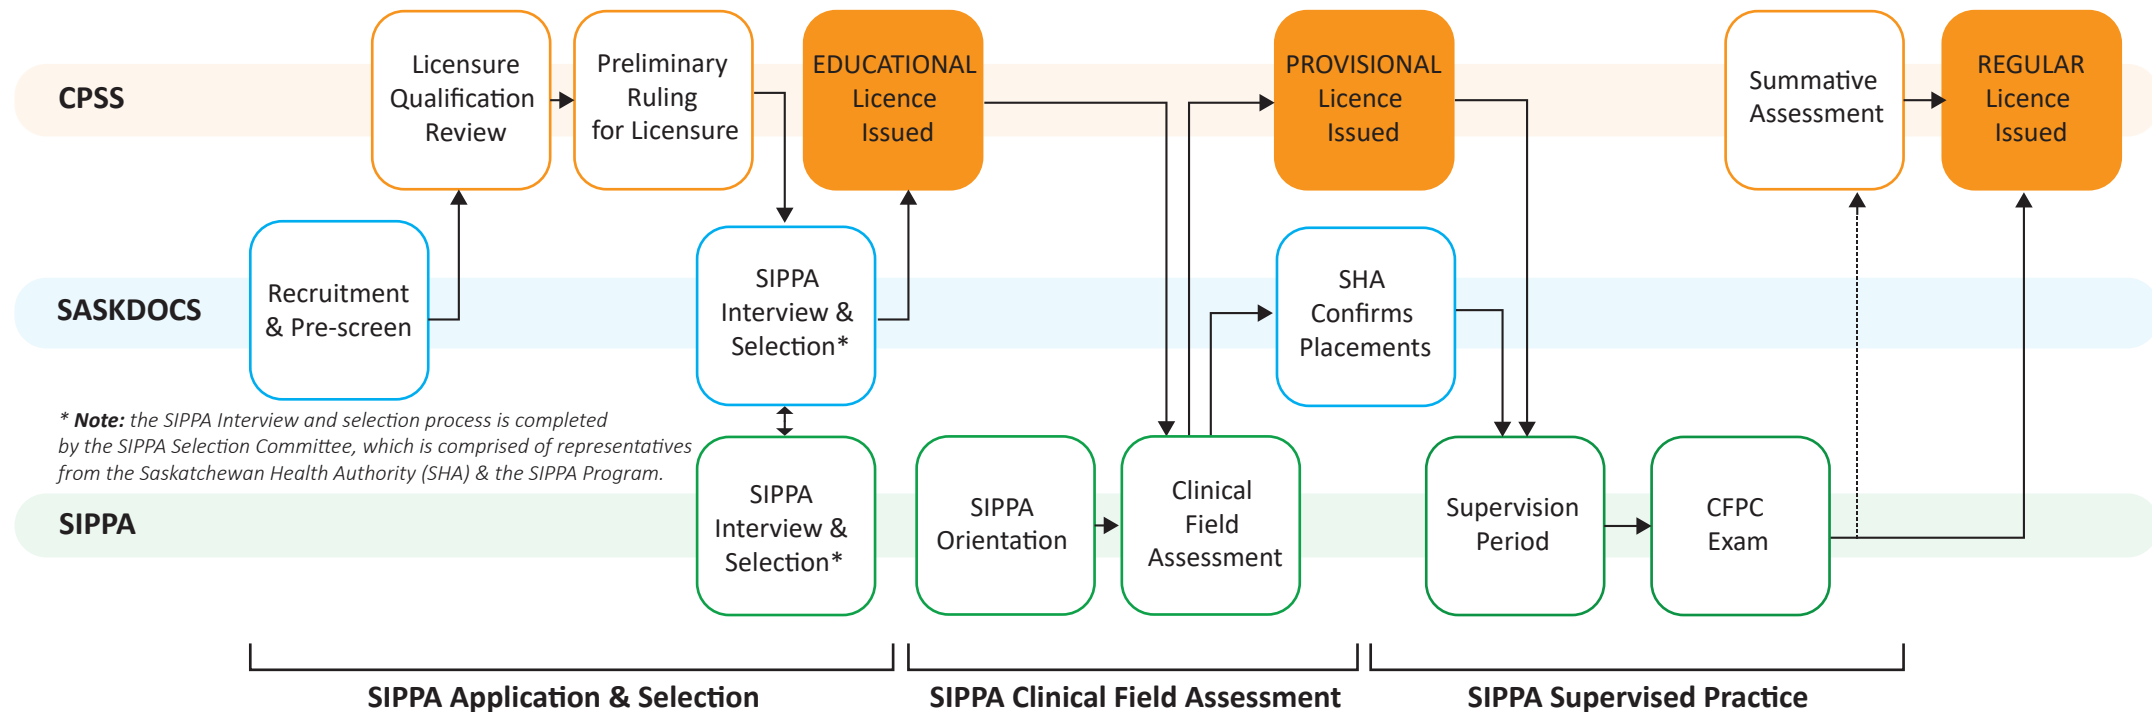 CPSS
Licensure
Qualification
Review
Preliminary
Ruling
for Licensure
EDUCATIONAL
Licence
Issued
PROVISIONAL
Licence
Issued
Summative
Assessment
REGULAR
Licence
Issued
SASKDOCS
Recruitment
& Pre-screen
SIPPA
Interview &
Selection*
SHA
Confirms
Placements
* Note: the SIPPA Interview and selection process is completed
by the SIPPA Selection Committee, which is comprised of representatives
from the Saskatchewan Health Authority (SHA) & the SIPPA Program.
SIPPA
SIPPA
Interview &
Selection*
SIPPA
Orientation
Clinical
Field
Assessment
Supervision
Period
CFPC
Exam
SIPPA Application & Selection
SIPPA Clinical Field Assessment
SIPPA Supervised Practice